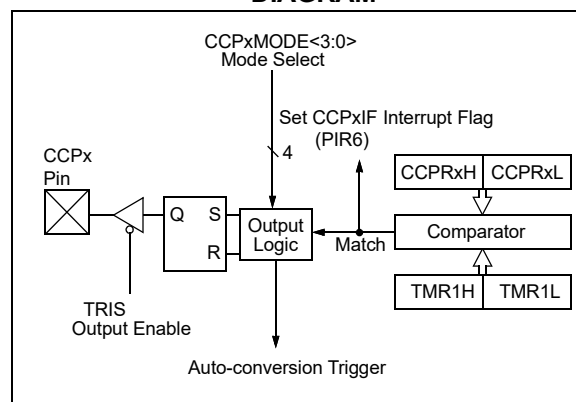 DIAGRAM
CCPxMODE<3:0>
Mode Select
Set CCPxIF Interrupt Flag
(PIR6)
4
CCPx
Pin
CCPRxH CCPRxL
Q S
R
Output
Logic
Match
Comparator
TMR1H TMR1L
TRIS
Output Enable
Auto-conversion Trigger